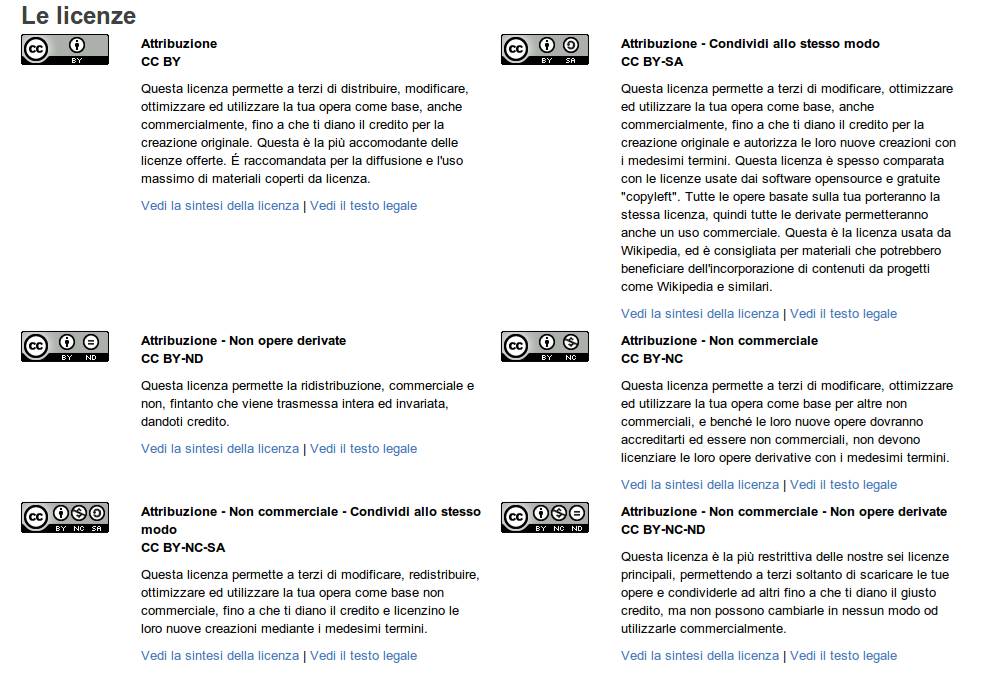 Le licenze
cc
BY
Attribuzione
CC BY
Questa licenza permette a terzi di distribuire, modificare,
ottimizzare ed utilizzare la tua opera come base, anche
commercialmente, fino a che ti diano il credito per la
creazione originale. Questa è la più accomodante delle
licenze offerte. É raccomandata per la diffusione e l'uso
massimo di materiali coperti da licenza.
Vedi la sintesi della licenza | Vedi il testo legale
cc
BY SA
Attribuzione - Condividi allo stesso modo
CC BY-SA
Questa licenza permette a terzi di modificare, ottimizzare
ed utilizzare la tua opera come base, anche
commercialmente, fino a che ti diano il credito per la
creazione originale e autorizza le loro nuove creazioni con
i medesimi termini. Questa licenza è spesso comparata
con le licenze usate dai software opensource e gratuite
"copyleft". Tutte le opere basate sulla tua porteranno la
stessa licenza, quindi tutte le derivate permetteranno
anche un uso commerciale. Questa è la licenza usata da
Wikipedia, ed è consigliata per materiali che potrebbero
beneficiare dell'incorporazione di contenuti da progetti
come Wikipedia e similari.
Vedi la sintesi della licenza | Vedi il testo legale
cc
BY ND
Attribuzione - Non opere derivate
CC BY-ND
Questa licenza permette la ridistribuzione, commerciale e
non, fintanto che viene trasmessa intera ed invariata,
dandoti credito.
Vedi la sintesi della licenza | Vedi il testo legale
cc
BY NC
Attribuzione - Non commerciale
CC BY-NC
Questa licenza permette a terzi di modificare, ottimizzare
ed utilizzare la tua opera come base per altre non
commerciali, e benché le loro nuove opere dovranno
accreditarti ed essere non commerciali, non devono
licenziare le loro opere derivative con i medesimi termini.
Vedi la sintesi della licenza | Vedi il testo legale
cc
BY NC SA
Attribuzione - Non commerciale - Condividi allo stesso
modo
CC BY-NC-SA
Questa licenza permette a terzi di modificare, redistribuire,
ottimizzare ed utilizzare la tua opera come base non
commerciale, fino a che ti diano il credito e licenzino le
loro nuove creazioni mediante i medesimi termini.
Vedi la sintesi della licenza | Vedi il testo legale
cc
BY NC ND
Attribuzione - Non commerciale - Non opere derivate
CC BY-NC-ND
Questa licenza è la più restrittiva delle nostre sei licenze
principali, permettendo a terzi soltanto di scaricare le tue
opere e condividerle ad altri fino a che ti diano il giusto
credito, ma non possono cambiarle in nessun modo od
utilizzarle commercialmente.
Vedi la sintesi della licenza | Vedi il testo legale